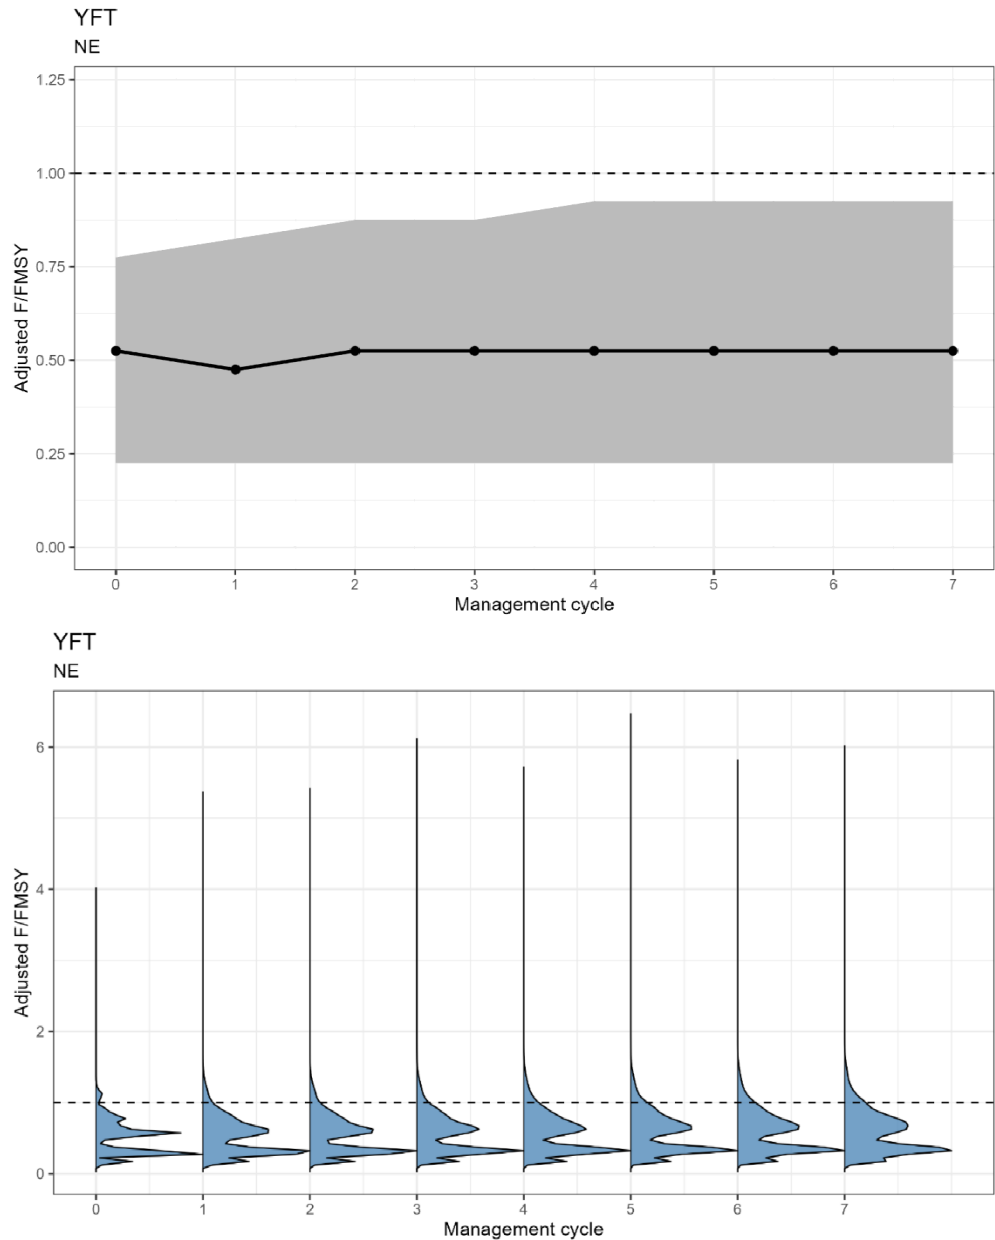 YFT
NE
1.25
1.00
0.75
0.50
0.25
0.00
Adjusted F/FMSY
0 1 2 3 4 5 6 7
Management cycle
YFT
NE
6
4
2
0
Adjusted F/FMSY
0 1 2 3 4 5 6 7
Management cycle